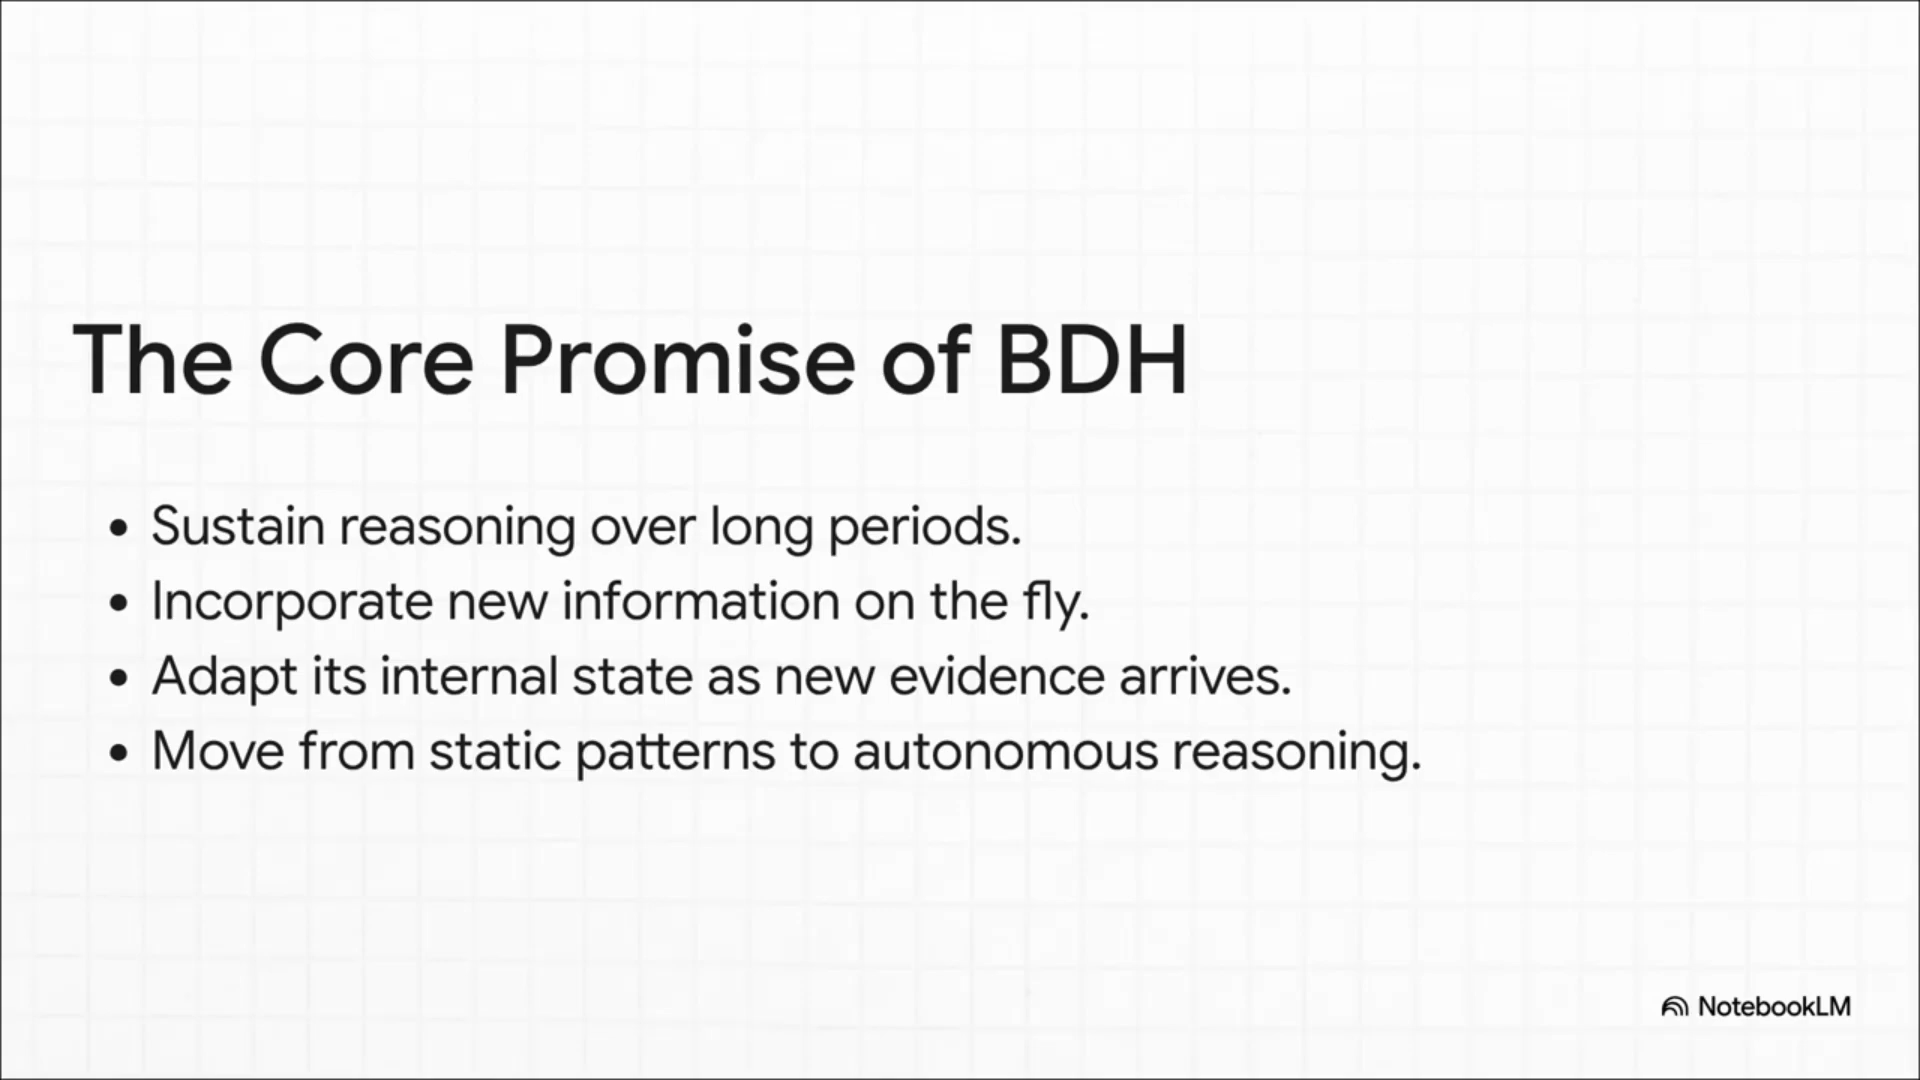 The Core Promise of BDH
• Sustain reasoning over long periods.
• Incorporate new information on the fly.
• Adapt its internal state as new evidence arrives.
• Move from static patterns to autonomous reasoning.
NotebookLM